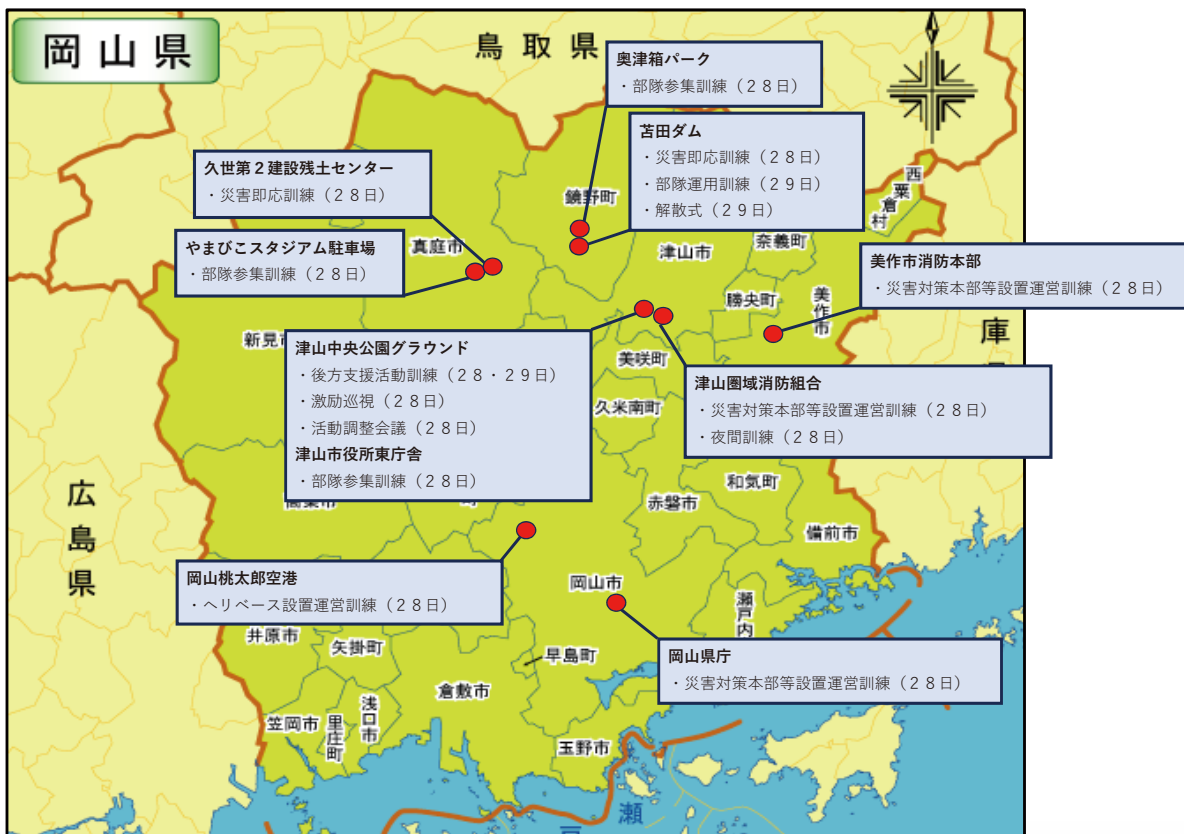 岡山県
鳥取県
奥津箱パーク
・部隊参集訓練（２８日）
苫田ダム
・災害即応訓練（２８日）
・部隊運用訓練（２９日）
・解散式（２９日）
久世第２建設残土センター
・災害即応訓練（２８日）
西粟倉村
鏡野町
やまびこスタジアム駐車場
・部隊参集訓練（２８日）
真庭市
津山市
奈義町
美作市消防本部
・災害対策本部等設置運営訓練（２８日）
勝央町
美作市
庫
新見
津山中央公園グラウンド
・後方支援活動訓練（２８・２９日）
・激励巡視（２８日）
・活動調整会議（２８日）
津山市役所東庁舎
・部隊参集訓練（２８日）
美咲町
久米南町
津山圏域消防組合
・災害対策本部等設置運営訓練（２８日）
・夜間訓練（２８日）
広島県
赤磐市
和気町
備前市
岡山桃太郎空港
・ヘリベース設置運営訓練（２８日）
岡山市
瀬戸内
井原市
矢掛町
早島町
岡山県庁
・災害対策本部等設置運営訓練（２８日）
倉敷市
浅口市
笠岡市
里庄町
玉野市
瀬